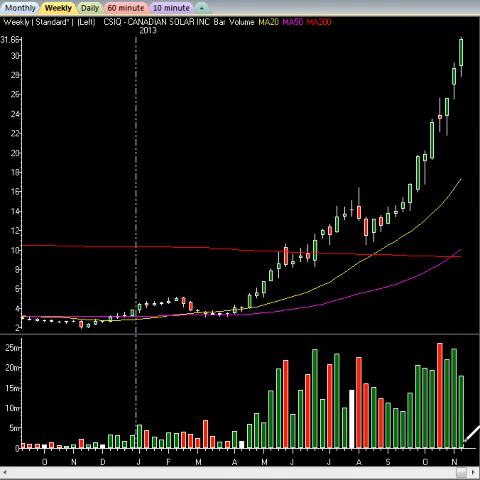 Monthly Weekly Daily 60 minute 10 minute +
Weekly (Standard*) (Left) CSIQ - CANADIAN SOLAR INC Bar Volume MA20 MA50 MA200
2013
31.66
30
28
26
24
22
20
18
16
14
12
10
8
6
4
2
25m
20m
15m
10m
5m
0
O N D J F M A M J J A S O N